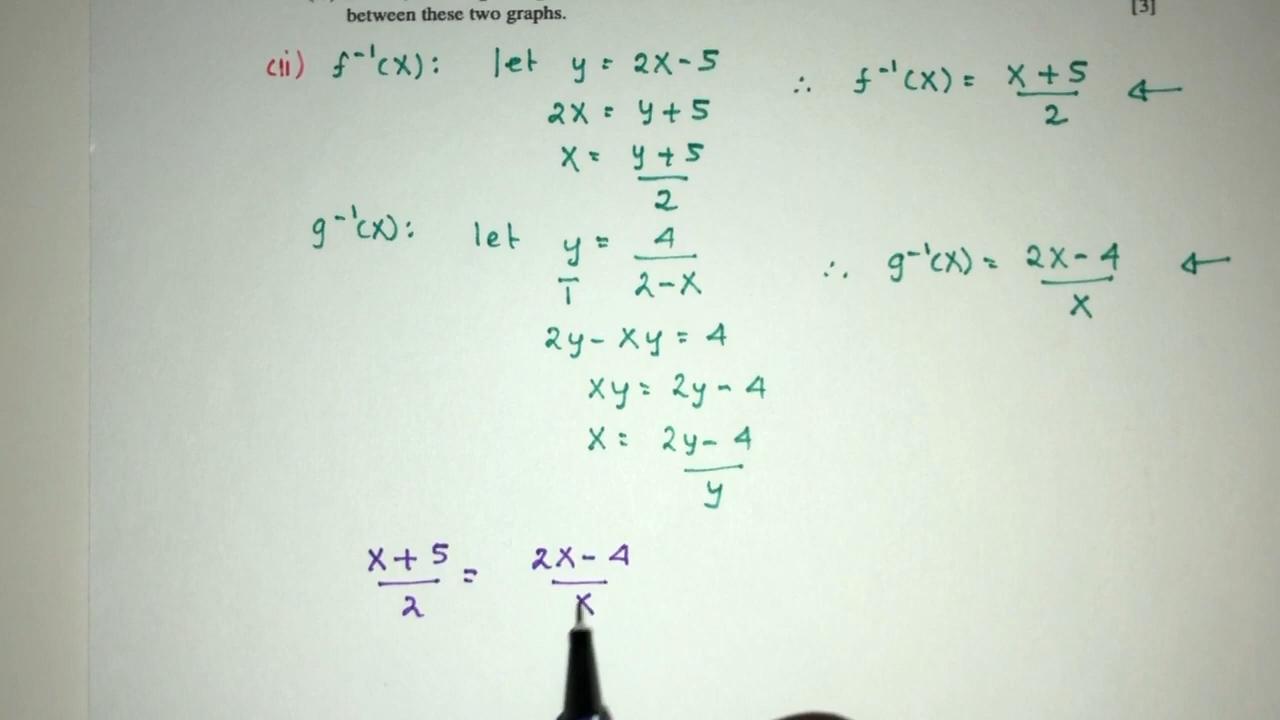 between these two graphs. [3]
(ii) f⁻¹(x): let y = 2x - 5 ∴ f⁻¹(x) = x + 5 / 2 ←
2x = y + 5
x = y + 5 / 2
g⁻¹(x): let y / 1 = 4 / 2 - x ∴ g⁻¹(x) = 2x - 4 / x ←
2y - xy = 4
xy = 2y - 4
x = 2y - 4 / y
x + 5 / 2 = 2x - 4 / x